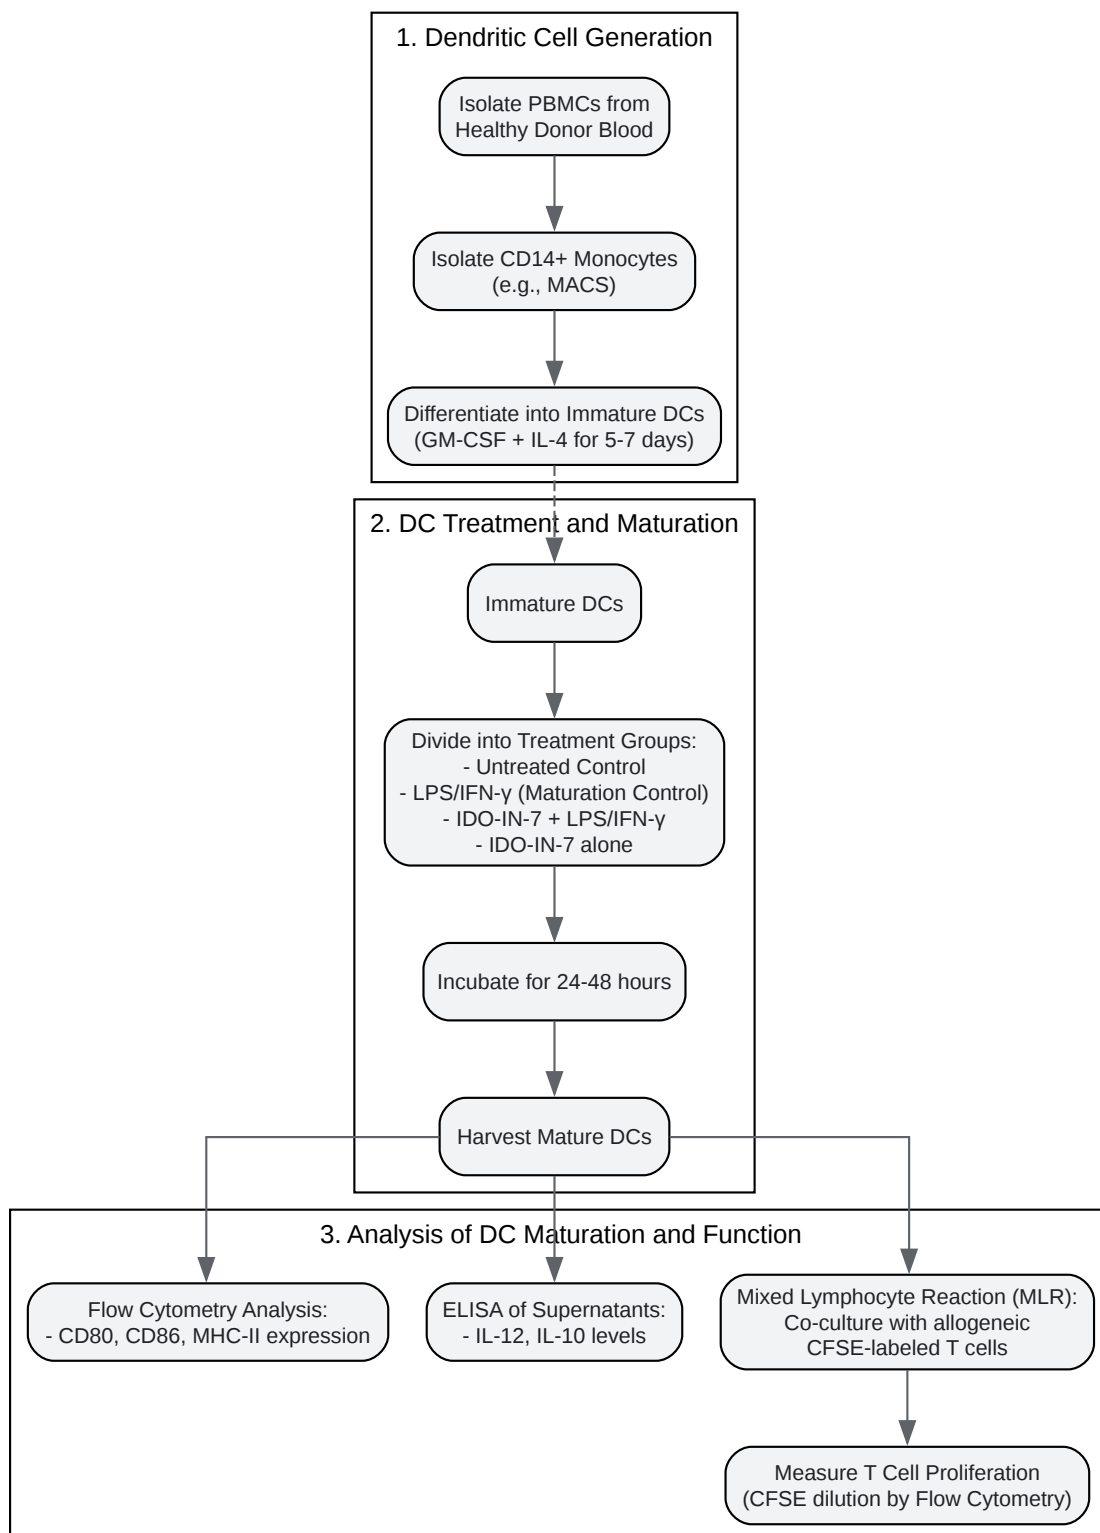 1. Dendritic Cell Generation
Isolate PBMCs from
Healthy Donor Blood
Isolate CD14+ Monocytes
(e.g., MACS)
Differentiate into Immature DCs
(GM-CSF + IL-4 for 5-7 days)
2. DC Treatment and Maturation
Immature DCs
Divide into Treatment Groups:
- Untreated Control
- LPS/IFN-γ (Maturation Control)
- IDO-IN-7 + LPS/IFN-γ
- IDO-IN-7 alone
Incubate for 24-48 hours
Harvest Mature DCs
3. Analysis of DC Maturation and Function
Flow Cytometry Analysis:
- CD80, CD86, MHC-II expression
ELISA of Supernatants:
- IL-12, IL-10 levels
Mixed Lymphocyte Reaction (MLR):
Co-culture with allogeneic
CFSE-labeled T cells
Measure T Cell Proliferation
(CFSE dilution by Flow Cytometry)